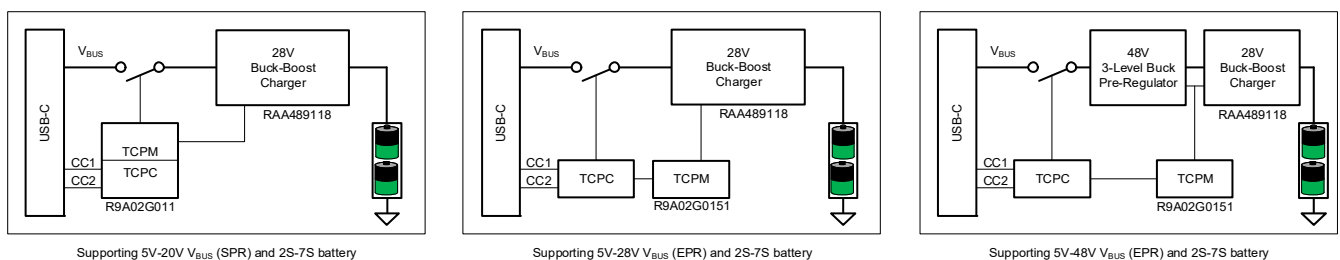 USB-C
VBUS
28V
Buck-Boost
Charger
RAA489118
TCPM
TCPC
CC1
CC2
R9A02G011
Supporting 5V-20V VBUS (SPR) and 2S-7S battery
USB-C
VBUS
28V
Buck-Boost
Charger
RAA489118
CC1
CC2
TCPC
TCPM
R9A02G0151
Supporting 5V-28V VBUS (EPR) and 2S-7S battery
USB-C
VBUS
48V
3-Level Buck
Pre-Regulator
28V
Buck-Boost
Charger
RAA489118
CC1
CC2
TCPC
TCPM
R9A02G0151
Supporting 5V-48V VBUS (EPR) and 2S-7S battery